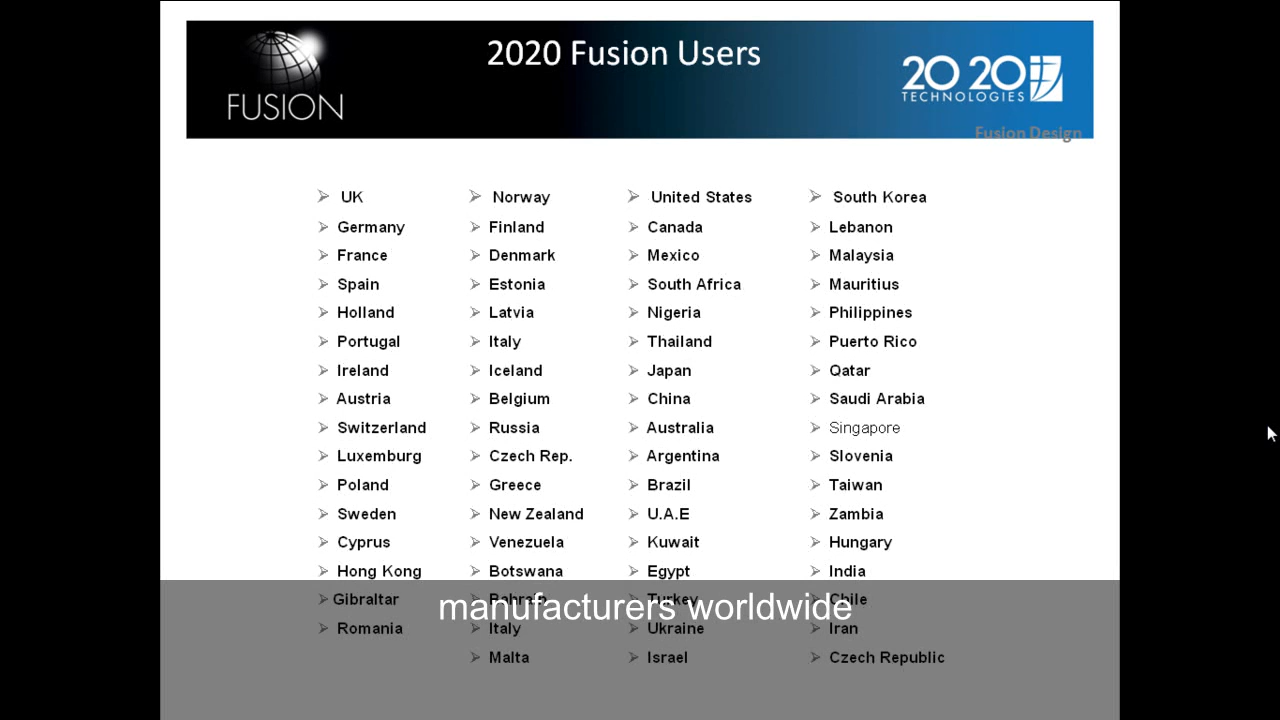 2020 Fusion Users
FUSION
20 20
TECHNOLOGIES
Fusion Design
UK
Germany
France
Spain
Holland
Portugal
Ireland
Austria
Switzerland
Luxemburg
Poland
Sweden
Cyprus
Hong Kong
Gibraltar
Romania
Norway
Finland
Denmark
Estonia
Latvia
Italy
Iceland
Belgium
Russia
Czech Rep.
Greece
New Zealand
Venezuela
Botswana
Italy
Malta
United States
Canada
Mexico
South Africa
Nigeria
Thailand
Japan
China
Australia
Argentina
Brazil
U.A.E
Kuwait
Egypt
Turkey
Ukraine
Israel
South Korea
Lebanon
Malaysia
Mauritius
Philippines
Puerto Rico
Qatar
Saudi Arabia
Singapore
Slovenia
Taiwan
Zambia
Hungary
India
Chile
Iran
Czech Republic
manufacturers worldwide